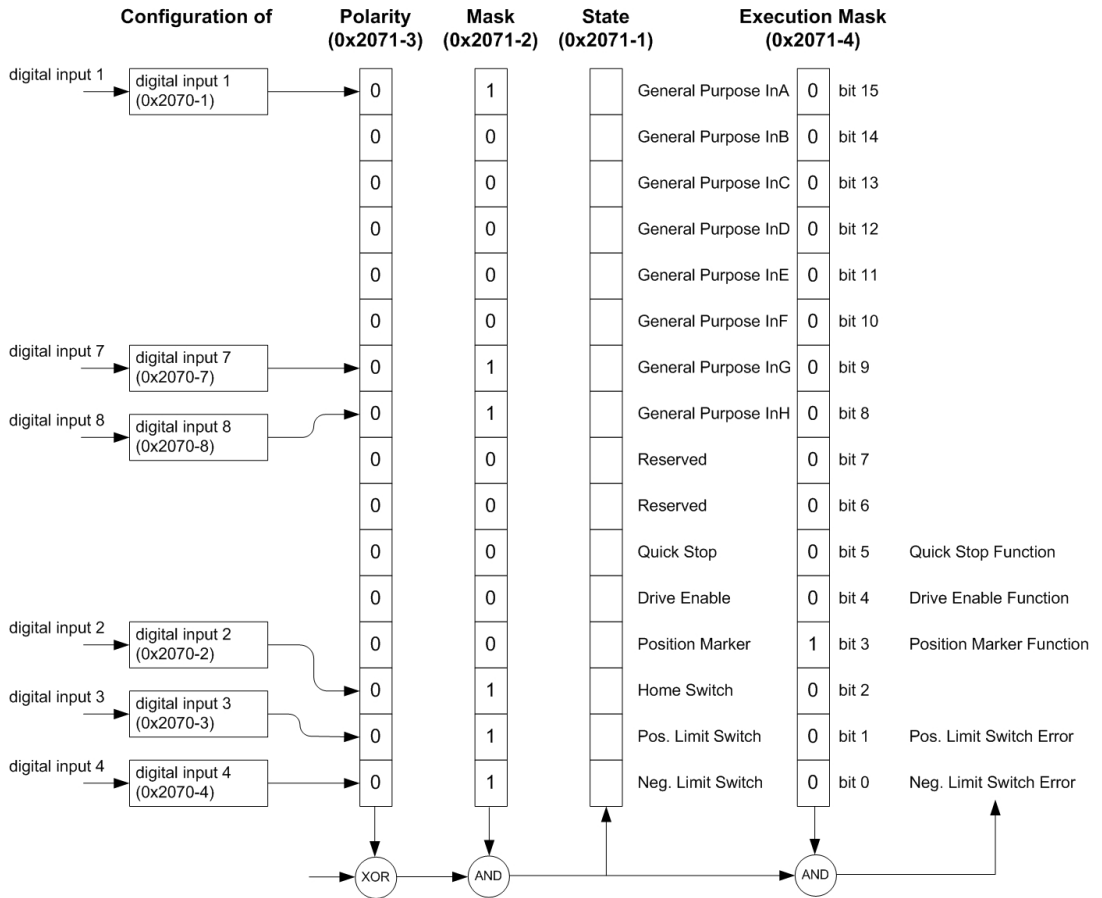 Configuration of Polarity Mask State Execution Mask
(0x2071-3) (0x2071-2) (0x2071-1) (0x2071-4)
digital input 1 digital input 1
(0x2070-1) 0 1 General Purpose InA 0 bit 15
0 0 General Purpose InB 0 bit 14
0 0 General Purpose InC 0 bit 13
0 0 General Purpose InD 0 bit 12
0 0 General Purpose InE 0 bit 11
0 0 General Purpose InF 0 bit 10
digital input 7 digital input 7
(0x2070-7) 0 1 General Purpose InG 0 bit 9
digital input 8 digital input 8
(0x2070-8) 0 1 General Purpose InH 0 bit 8
0 0 Reserved 0 bit 7
0 0 Reserved 0 bit 6
0 0 Quick Stop 0 bit 5 Quick Stop Function
0 0 Drive Enable 0 bit 4 Drive Enable Function
digital input 2 digital input 2
(0x2070-2) 0 0 Position Marker 1 bit 3 Position Marker Function
0 1 Home Switch 0 bit 2
digital input 3 digital input 3
(0x2070-3) 0 1 Pos. Limit Switch 0 bit 1 Pos. Limit Switch Error
digital input 4 digital input 4
(0x2070-4) 0 1 Neg. Limit Switch 0 bit 0 Neg. Limit Switch Error
XOR AND AND